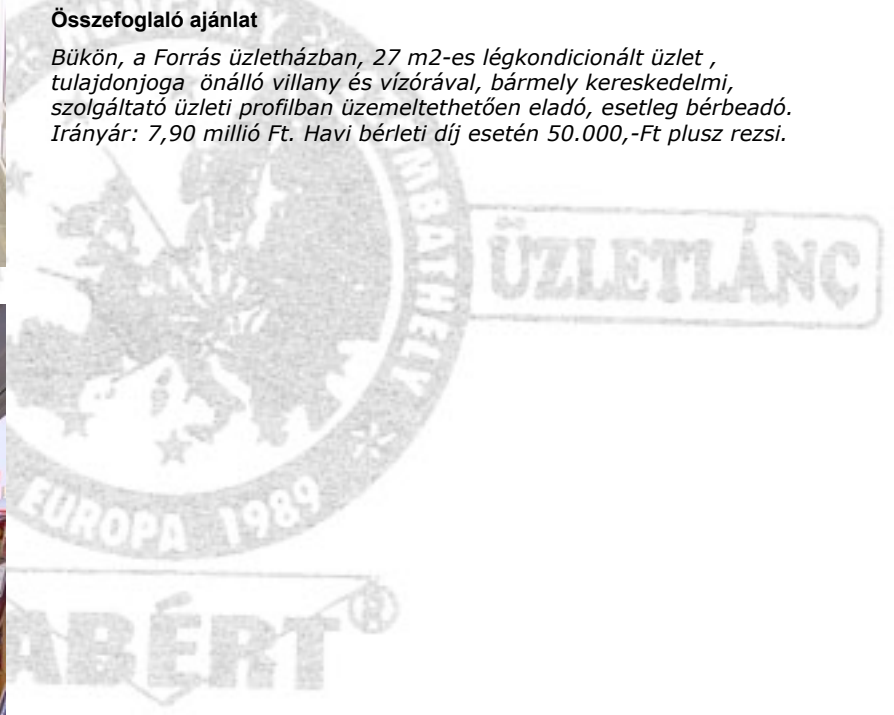 Összefoglaló ajánlat
Bükön, a Forrás üzletházban, 27 m2-es légkondicionált üzlet ,
tulajdonjoga  önálló villany és vízórával, bármely kereskedelmi,
szolgáltató üzleti profilban üzemeltethetően eladó, esetleg bérbeadó.
Irányár: 7,90 millió Ft. Havi bérleti díj esetén 50.000,-Ft plusz rezsi.
MBATHELY
ÜZLETLÁNC
EUROPA 1989
ABÉRT®